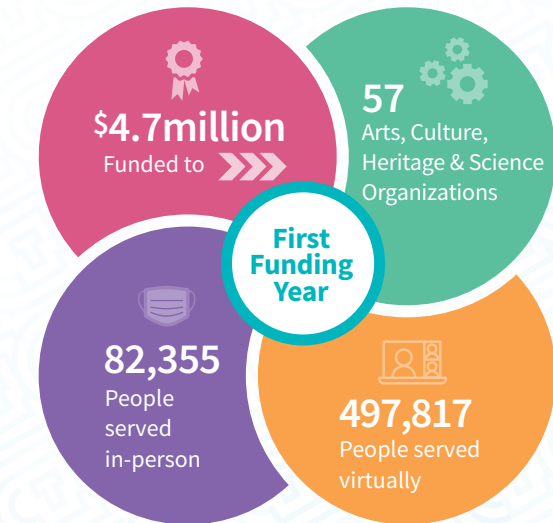 $4.7million
Funded to
57
Arts, Culture,
Heritage & Science
Organizations
First
Funding
Year
82,355
People
served
in-person
497,817
People served
virtually